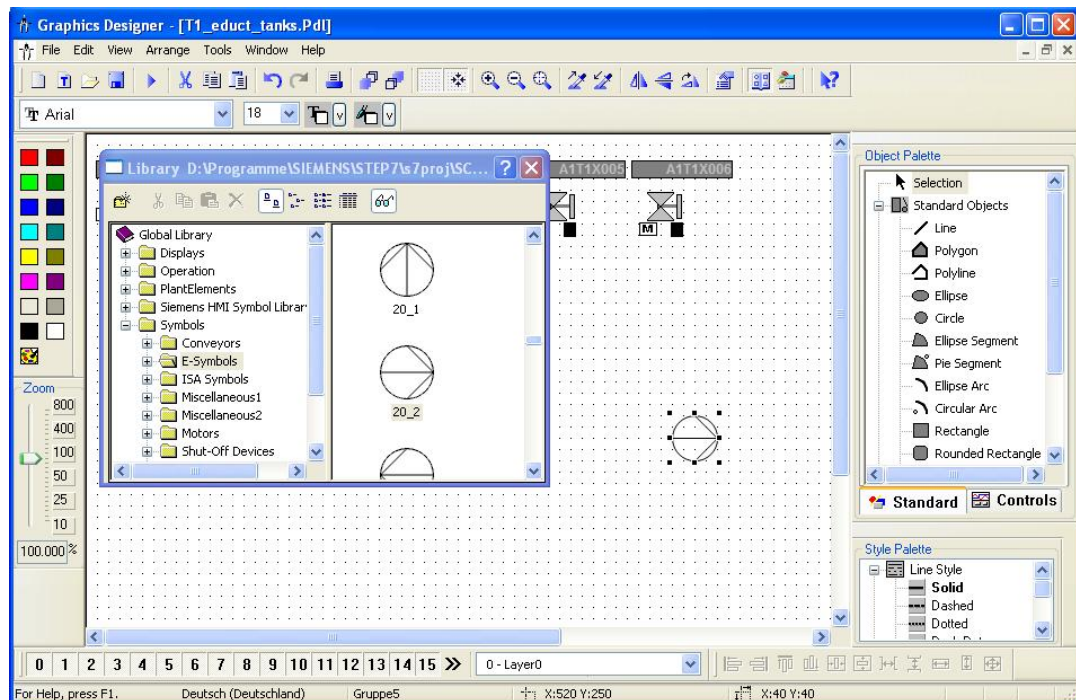 Graphics Designer - [T1_educt_tanks.Pdl]
File Edit View Arrange Tools Window Help
Arial 18
Library D:\Programme\SIEMENS\STEP7\s7proj\SC...
A1T1X005 A1T1X006
M
Global Library
Displays
Operation
PlantElements
Siemens HMI Symbol Librar
Symbols
Conveyors
E-Symbols
ISA Symbols
Miscellaneous1
Miscellaneous2
Motors
Shut-Off Devices
20_1
20_2
Zoom
800
400
100
50
25
10
100.000 %
Object Palette
Selection
Standard Objects
Line
Polygon
Polyline
Ellipse
Circle
Ellipse Segment
Pie Segment
Ellipse Arc
Circular Arc
Rectangle
Rounded Rectangle
Standard Controls
Style Palette
Line Style
Solid
Dashed
Dotted
0 1 2 3 4 5 6 7 8 9 10 11 12 13 14 15 0 - Layer0
For Help, press F1. Deutsch (Deutschland) Gruppe5 X:520 Y:250 X:40 Y:40